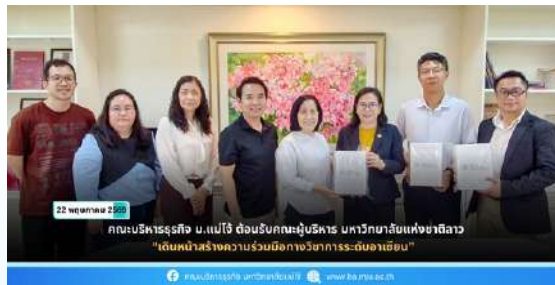 22 พฤษภาคม 2569
คณะบริหารธุรกิจ ม.แม่โจ้ ต้อนรับคณะผู้บริหาร มหาวิทยาลัยแห่งชาติลาว
"เดินหน้าสร้างความร่วมมือทางวิชาการระดับอาเซียน"
คณะบริหารธุรกิจ มหาวิทยาลัยแม่โจ้ www.ba.mju.ac.th